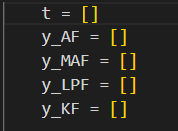 t = []
y_AF = []
y_MAF = []
y_LPF = []
y_KF = []